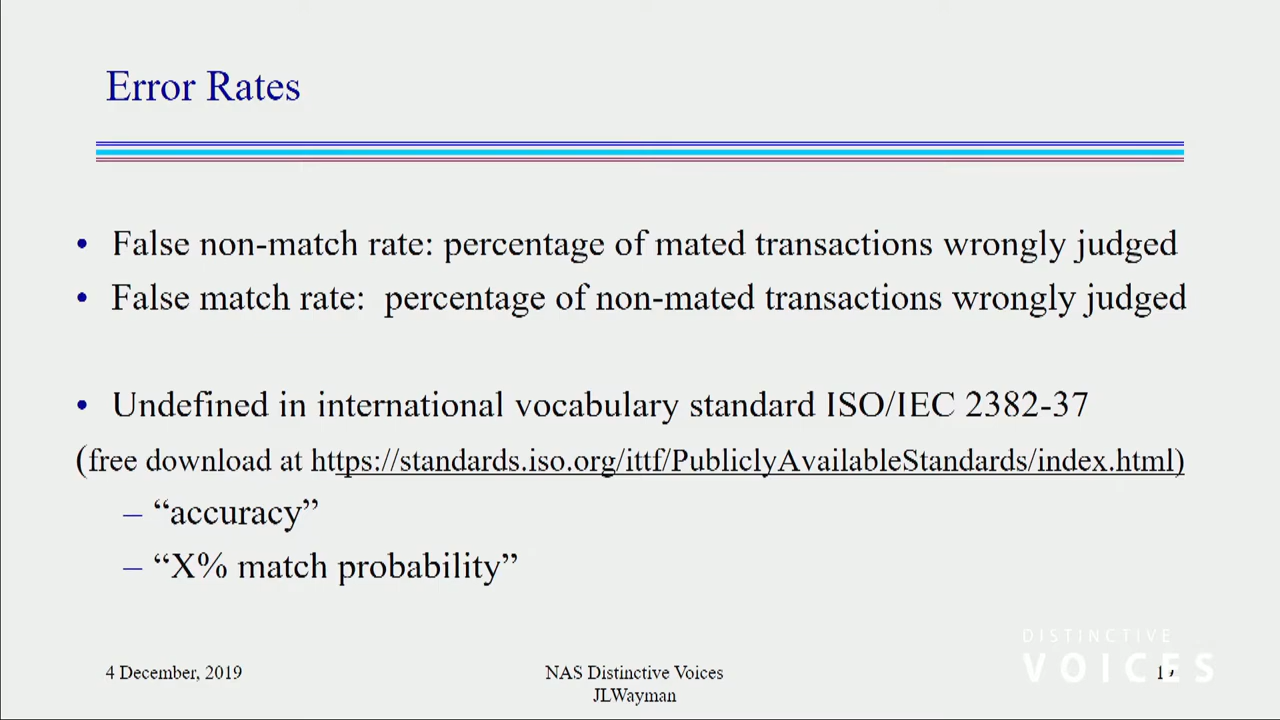 Error Rates
• False non-match rate: percentage of mated transactions wrongly judged
• False match rate: percentage of non-mated transactions wrongly judged
• Undefined in international vocabulary standard ISO/IEC 2382-37
(free download at https://standards.iso.org/ittf/PubliclyAvailableStandards/index.html)
– “accuracy”
– “X% match probability”
DISTINCTIVE
VOICES
4 December, 2019
NAS Distinctive Voices
JLWayman